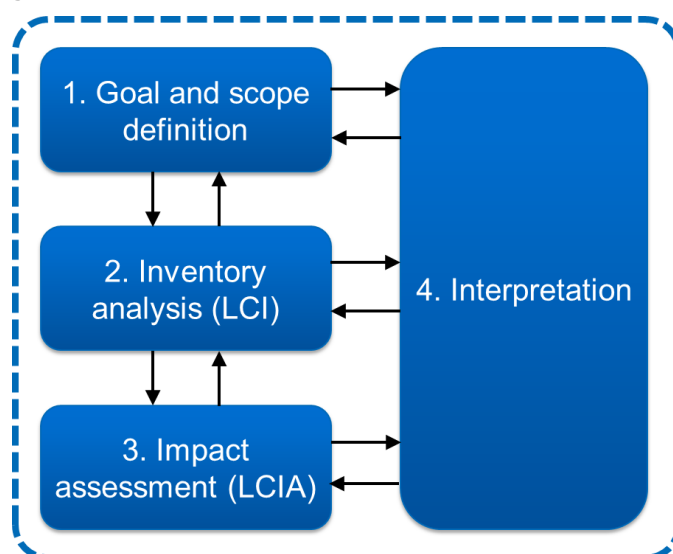 1. Goal and scope
definition
2. Inventory
analysis (LCI)
4. Interpretation
3. Impact
assessment (LCIA)